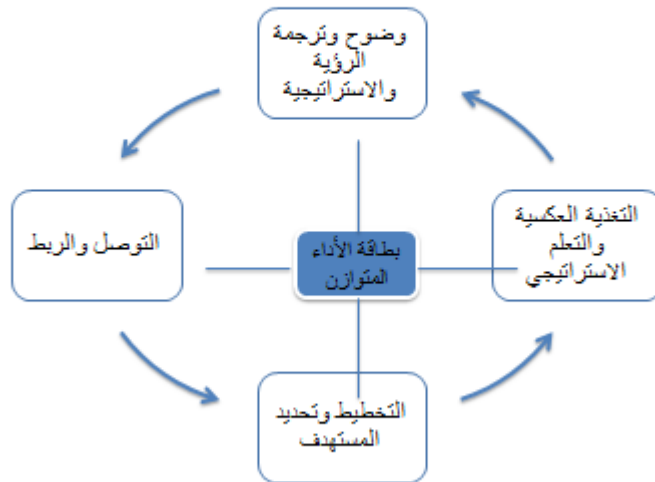 وضوح وترجمة
الرؤية
والاستراتيجية
التغذية العكسية
والتعلم
الاستراتيجي
بطاقة الأداء
المتوازن
التوصل والربط
التخطيط وتحديد
المستهدف